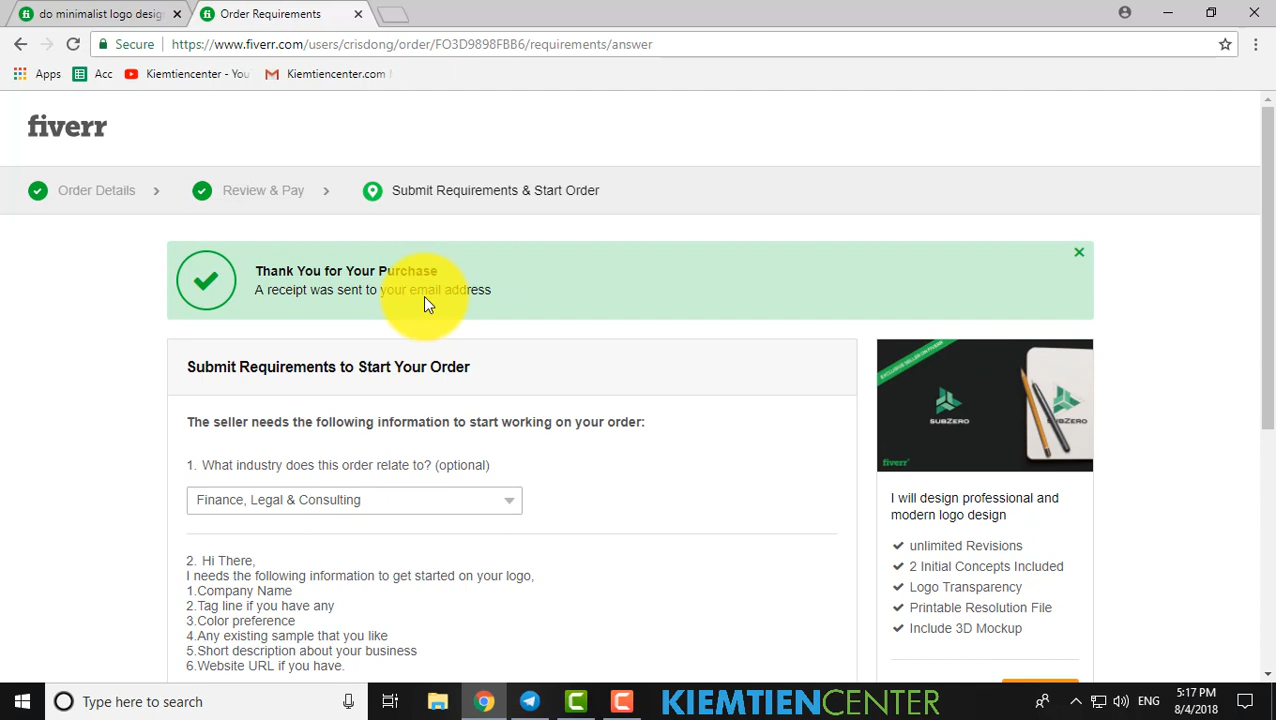 do minimalist logo desig
Order Requirements
Secure
https://www.fiverr.com/users/crisdong/order/FO3D9898FBB6/requirements/answer
Apps
Acc
Kiemtiencenter - You
Kiemtiencenter.com
fiverr
Order Details
Review & Pay
Submit Requirements & Start Order
Thank You for Your Purchase
A receipt was sent to your email address
Submit Requirements to Start Your Order
The seller needs the following information to start working on your order:
1. What industry does this order relate to? (optional)
Finance, Legal & Consulting
2. Hi There,
I needs the following information to get started on your logo,
1.Company Name
2.Tag line if you have any
3.Color preference
4.Any existing sample that you like
5.Short description about your business
6.Website URL if you have.
EXCLUSIVE SELLER ON FIVERR
SUBZERO
SUBZERO
fiverr
I will design professional and
modern logo design
unlimited Revisions
2 Initial Concepts Included
Logo Transparency
Printable Resolution File
Include 3D Mockup
Type here to search
KIEMTIENCENTER
ENG
5:17 PM
8/4/2018